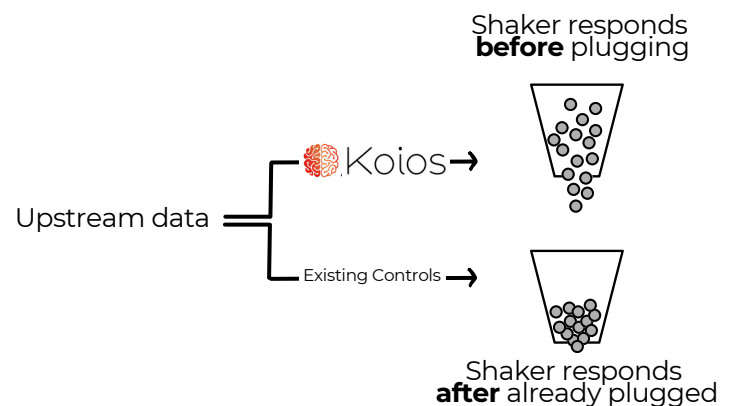 Shaker responds
before plugging
Koios
Upstream data
Existing Controls
Shaker responds
after already plugged